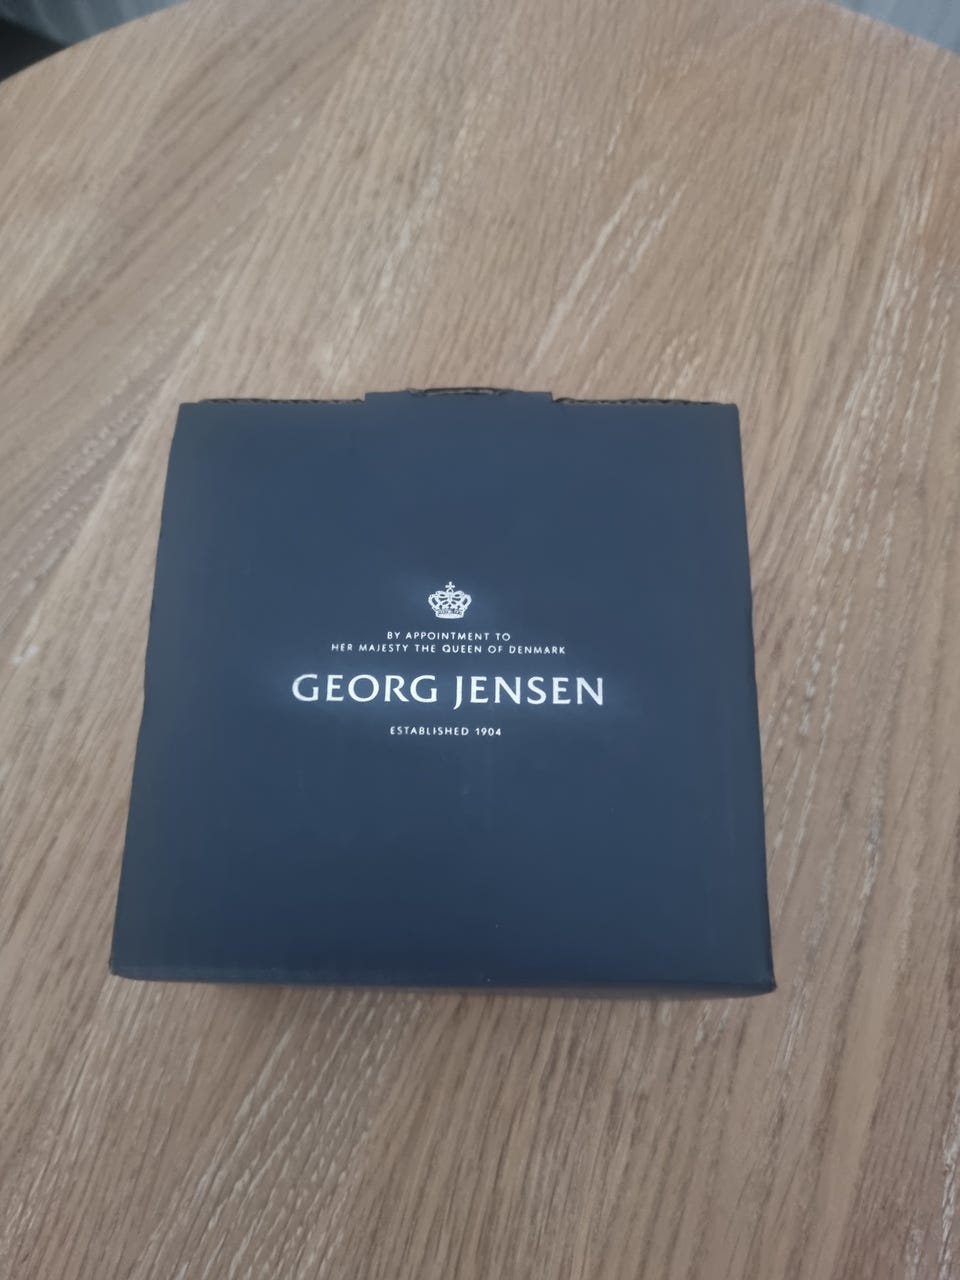 BY APPOINTMENT TO
HER MAJESTY THE QUEEN OF DENMARK
GEORG JENSEN
ESTABLISHED 1904